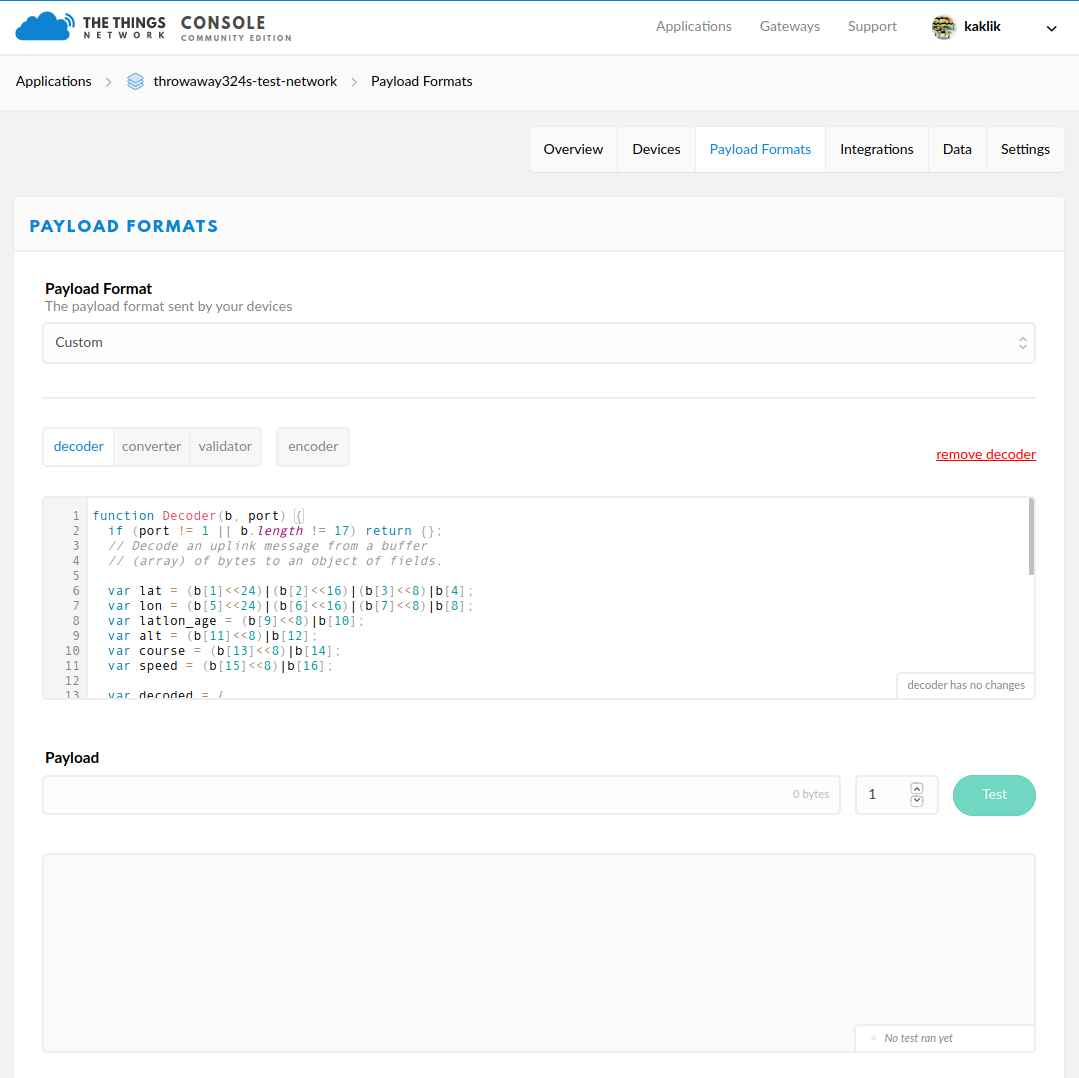 THE THINGS NETWORK CONSOLE COMMUNITY EDITION Applications Gateways Support kaklik
Applications throwaway324s-test-network Payload Formats
Overview Devices Payload Formats Integrations Data Settings
PAYLOAD FORMATS
Payload Format
The payload format sent by your devices
Custom
decoder converter validator encoder
remove decoder
1 function Decoder(b, port) {
2   if (port != 1 || b.length != 17) return {};
3   // Decode an uplink message from a buffer
4   // (array) of bytes to an object of fields.
5
6   var lat = (b[1]<<24)|(b[2]<<16)|(b[3]<<8)|b[4];
7   var lon = (b[5]<<24)|(b[6]<<16)|(b[7]<<8)|b[8];
8   var latlon_age = (b[9]<<8)|b[10];
9   var alt = (b[11]<<8)|b[12];
10   var course = (b[13]<<8)|b[14];
11   var speed = (b[15]<<8)|b[16];
12
13   var decoded = {
decoder has no changes
Payload
0 bytes 1 Test
No test ran yet